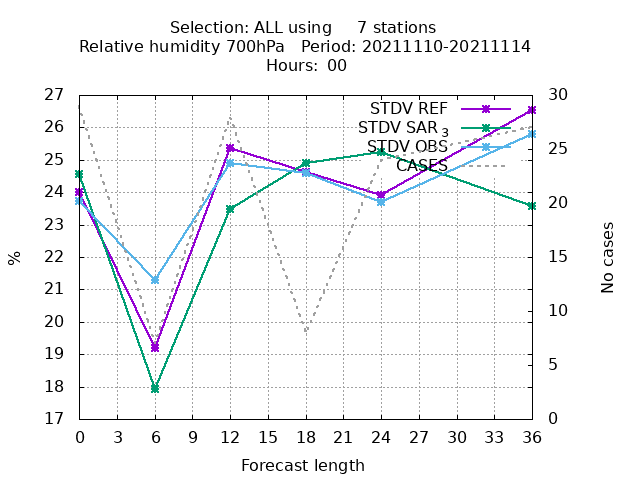 Selection: ALL using     7 stations
Relative humidity 700hPa   Period: 20211110-20211114
Hours:  00
27
26
25
24
23
22
21
20
19
18
17
%
30
25
20
15
10
5
0
No cases
STDV REF
STDV SAR 3
STDV OBS
CASES
0 3 6 9 12 15 18 21 24 27 30 33 36
Forecast length